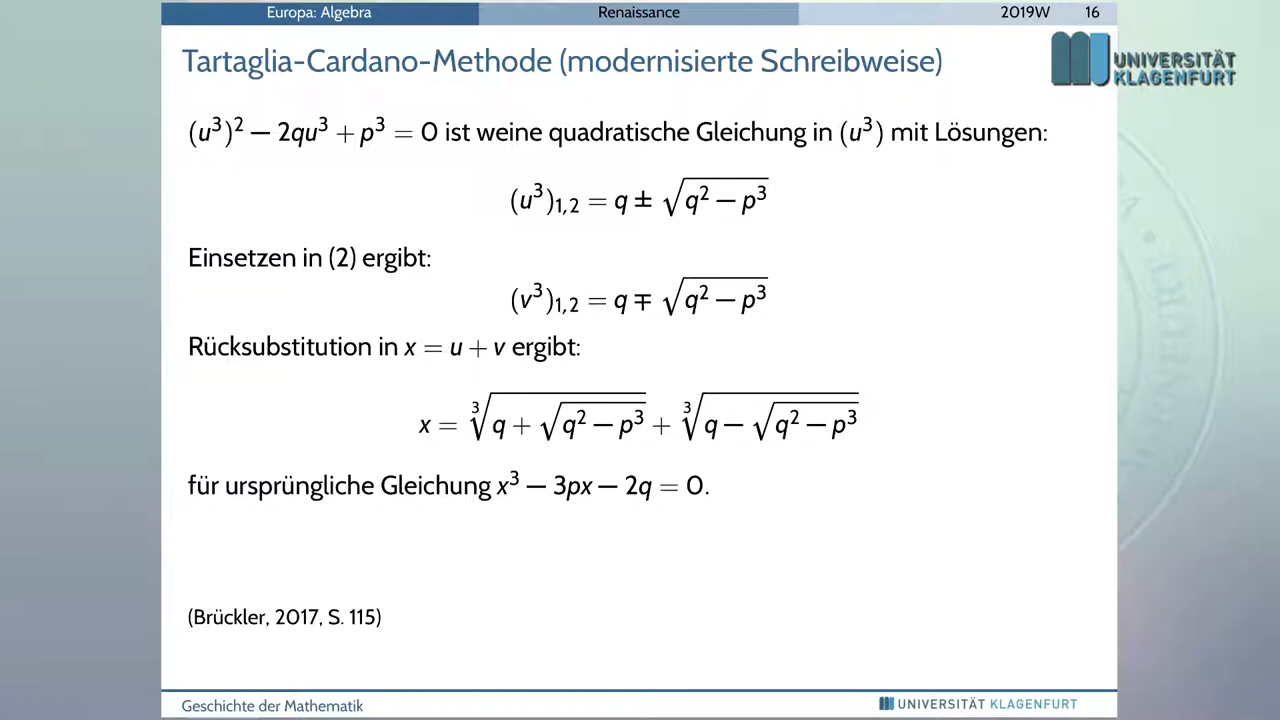 Europa: Algebra Renaissance 2019W 16
Tartaglia-Cardano-Methode (modernisierte Schreibweise)
UNIVERSITÄT
KLAGENFURT
(u³)² − 2qu³ + p³ = 0 ist weine quadratische Gleichung in (u³) mit Lösungen:
(u³)₁,₂ = q ± √(q² − p³)
Einsetzen in (2) ergibt:
(v³)₁,₂ = q ∓ √(q² − p³)
Rücksubstitution in x = u + v ergibt:
x = ∛(q + √(q² − p³)) + ∛(q − √(q² − p³))
für ursprüngliche Gleichung x³ − 3px − 2q = 0.
(Brückler, 2017, S. 115)
Geschichte der Mathematik UNIVERSITÄT KLAGENFURT